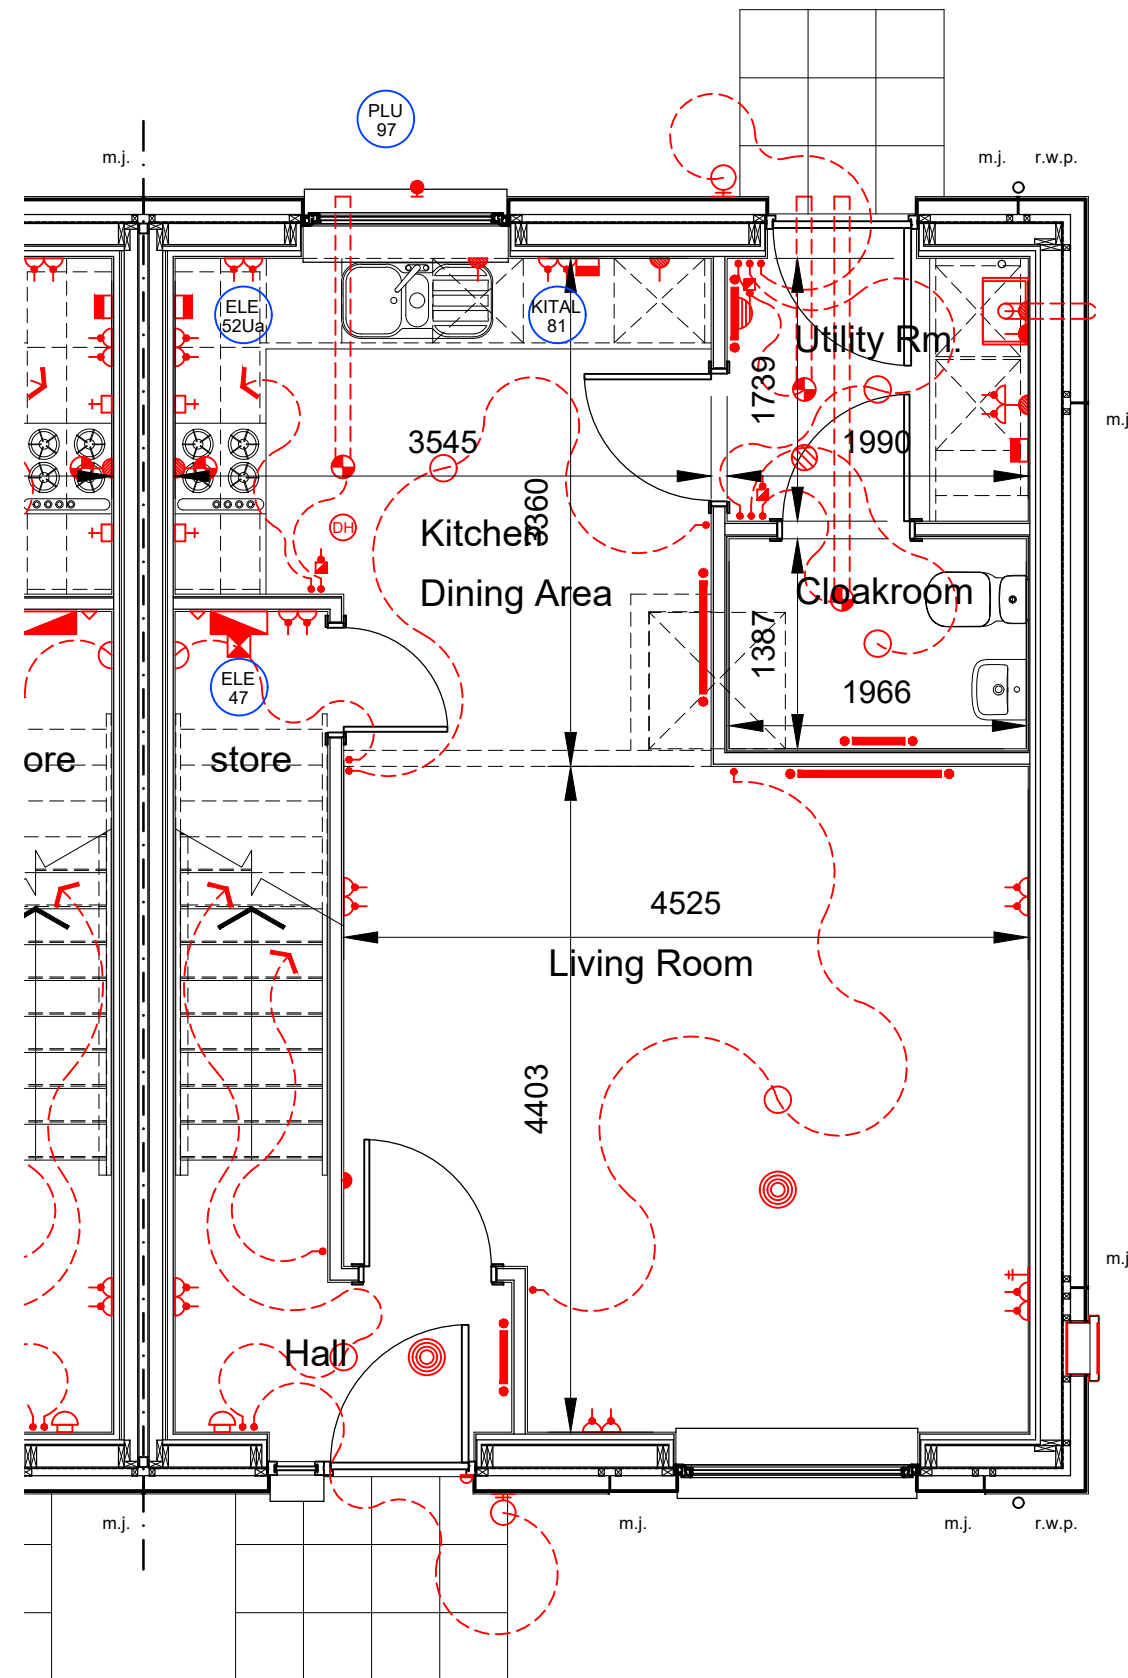 PLU
97
m.j.
m.j.
r.w.p.
ELE
52Ua
KITAL
81
Utility Rm.
1739
m.j
3545
1990
3360
Kitchen
DH
Dining Area
Cloakroom
1387
ELE
47
1966
ore
store
4525
Living Room
4403
m.j
Hall
m.j.
m.j.
m.j.
r.w.p.